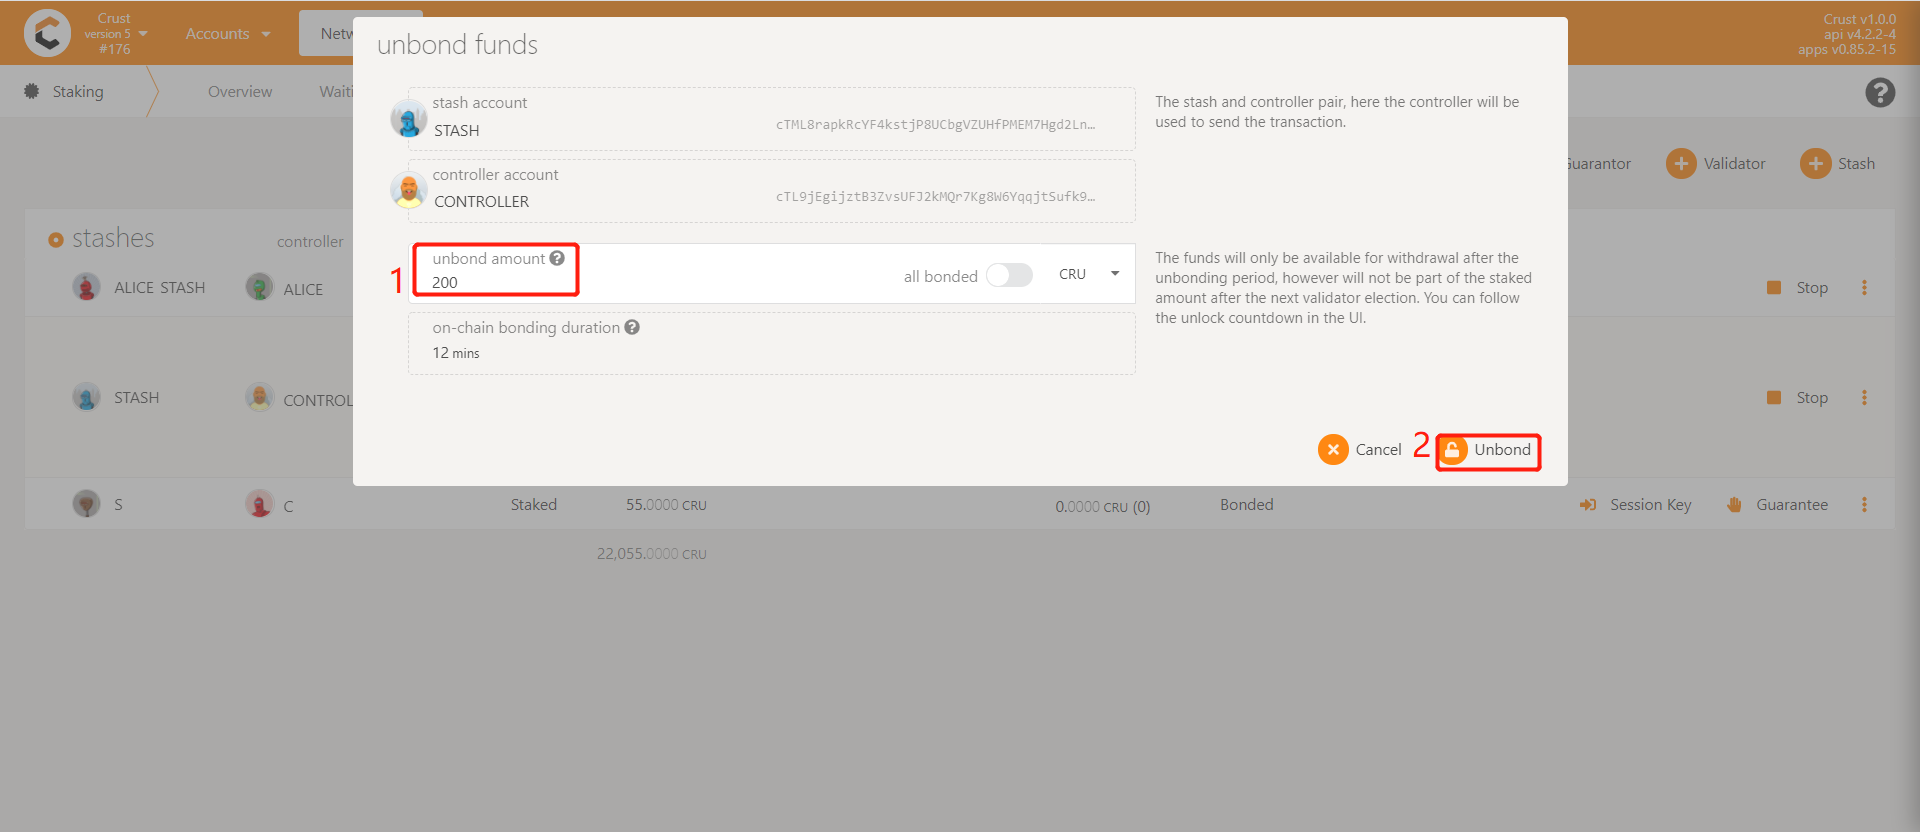 Crust
version 5
#176
Accounts
Crust v1.0.0
api v4.2.2-4
apps v0.85.2-15
Staking
Overview
unbond funds
stash account
STASH
cTML8rapkRcYF4kstjP8UCbgVZUHfPMEM7Hgd2Ln…
The stash and controller pair, here the controller will be
used to send the transaction.
controller account
CONTROLLER
cTL9jEgijztB3ZvsUFJ2kMQr7Kg8W6YqqjtSufk9…
1
unbond amount
200
all bonded
CRU
The funds will only be available for withdrawal after the
unbonding period, however will not be part of the staked
amount after the next validator election. You can follow
the unlock countdown in the UI.
on-chain bonding duration
12 mins
Cancel
2
Unbond
Validator
Stash
stashes
controller
ALICE STASH
ALICE
Stop
STASH
Stop
S
C
Staked
55.0000 CRU
0.0000 CRU (0)
Bonded
Session Key
Guarantee
22,055.0000 CRU